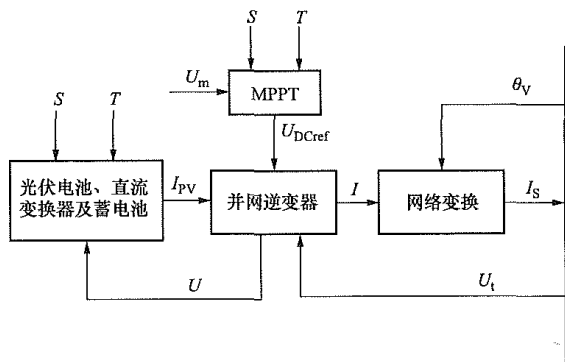 S T
U_m
MPPT
S T
U_DCref
θ_V
光伏电池、直流
变换器及蓄电池
I_PV
并网逆变器
I
网络变换
I_S
U
U_t